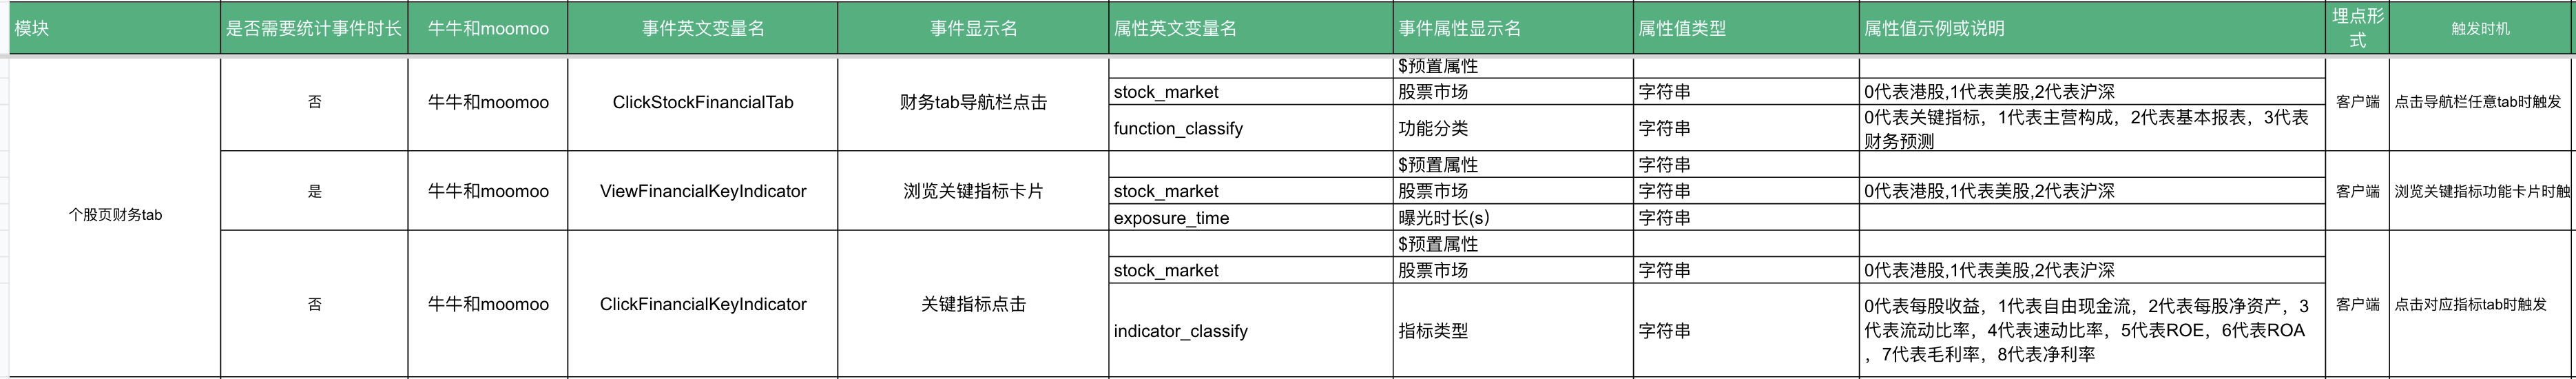 模块 是否需要统计事件时长 牛牛和moomoo 事件英文变量名 事件显示名 属性英文变量名 事件属性显示名 属性值类型 属性值示例或说明 埋点形
式 触发时机
个股页财务tab
否 牛牛和moomoo ClickStockFinancialTab 财务tab导航栏点击
$预置属性
stock_market 股票市场 字符串 0代表港股,1代表美股,2代表沪深
function_classify 功能分类 字符串 0代表关键指标，1代表主营构成，2代表基本报表，3代表
财务预测
客户端 点击导航栏任意tab时触发
是 牛牛和moomoo ViewFinancialKeyIndicator 浏览关键指标卡片
$预置属性 字符串
stock_market 股票市场 字符串 0代表港股,1代表美股,2代表沪深
exposure_time 曝光时长(s） 字符串
客户端 浏览关键指标功能卡片时触
否 牛牛和moomoo ClickFinancialKeyIndicator 关键指标点击
$预置属性
stock_market 股票市场 字符串 0代表港股,1代表美股,2代表沪深
indicator_classify 指标类型 字符串 0代表每股收益，1代表自由现金流，2代表每股净资产，3
代表流动比率，4代表速动比率，5代表ROE，6代表ROA
，7代表毛利率，8代表净利率
客户端 点击对应指标tab时触发